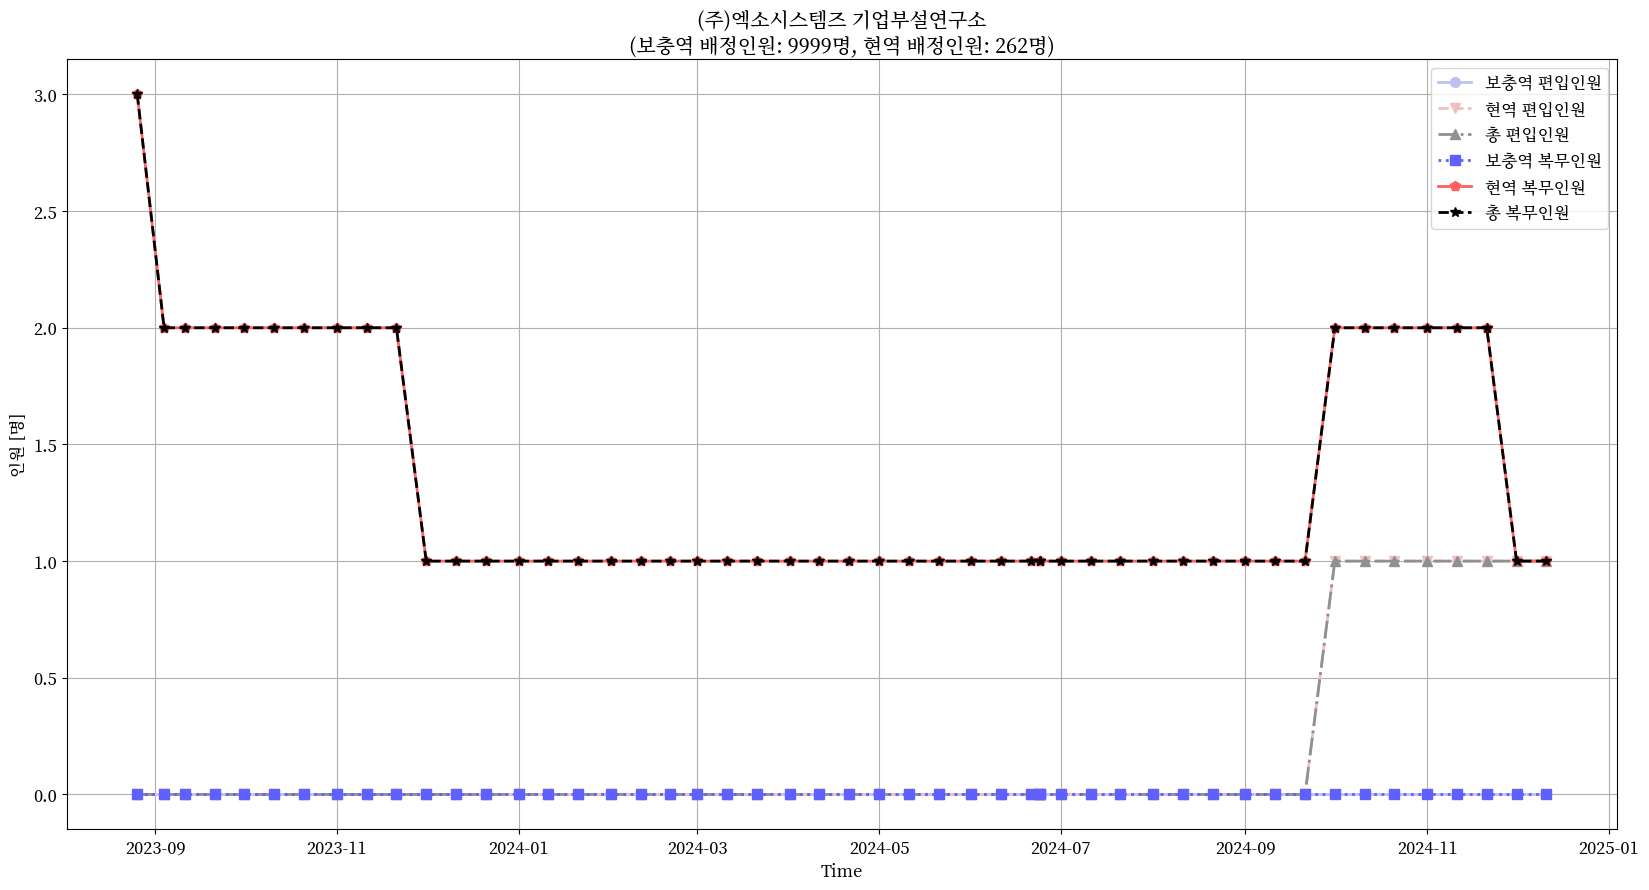 (주)엑소시스템즈 기업부설연구소
(보충역 배정인원: 9999명, 현역 배정인원: 262명)
보충역 편입인원
현역 편입인원
총 편입인원
보충역 복무인원
현역 복무인원
총 복무인원
3.0
2.5
2.0
1.5
1.0
0.5
0.0
인원 [명]
2023-09 2023-11 2024-01 2024-03 2024-05 2024-07 2024-09 2024-11 2025-01
Time